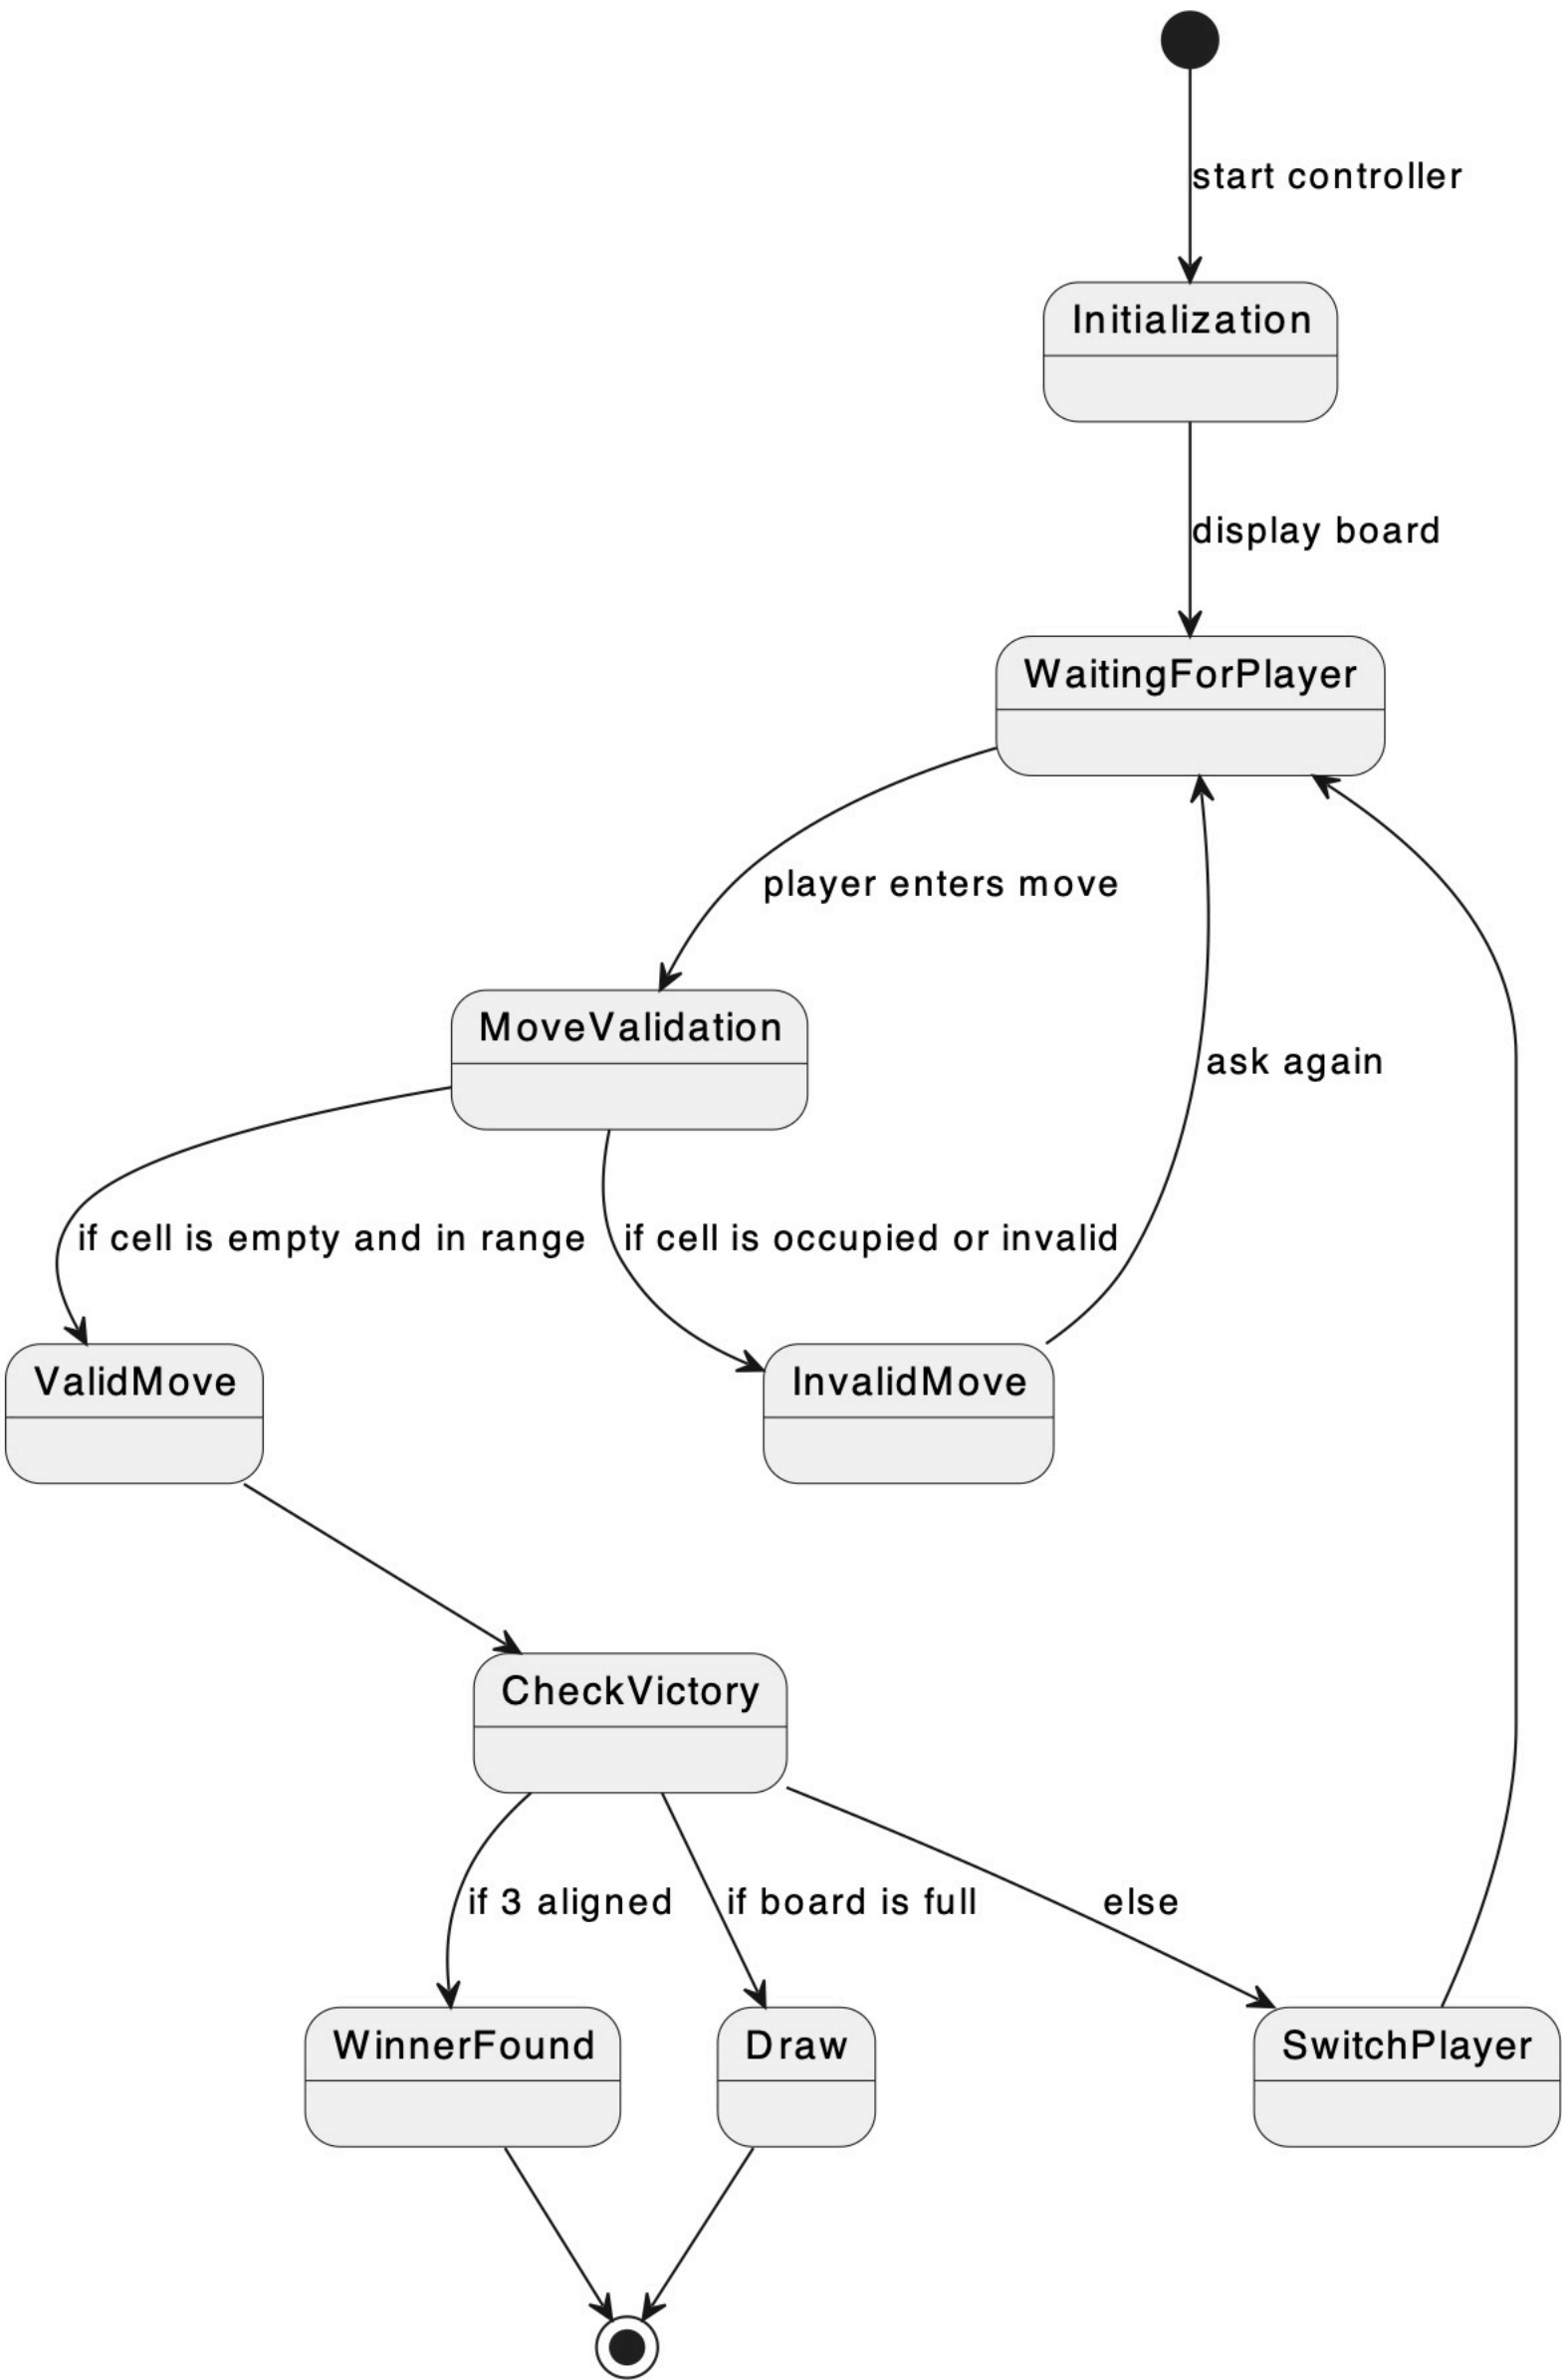 start controller
Initialization
display board
WaitingForPlayer
player enters move
MoveValidation
ask again
if cell is empty and in range
if cell is occupied or invalid
ValidMove
InvalidMove
CheckVictory
if 3 aligned
if board is full
else
WinnerFound
Draw
SwitchPlayer